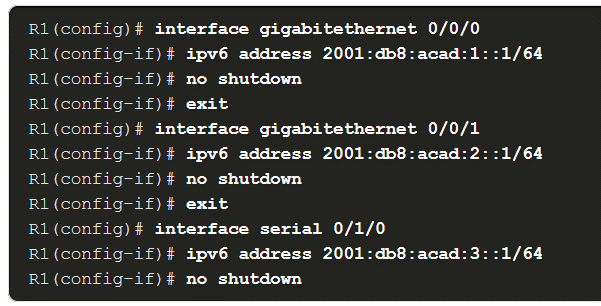 R1(config)# interface gigabitethernet 0/0/0
R1(config-if)# ipv6 address 2001:db8:acad:1::1/64
R1(config-if)# no shutdown
R1(config-if)# exit
R1(config)# interface gigabitethernet 0/0/1
R1(config-if)# ipv6 address 2001:db8:acad:2::1/64
R1(config-if)# no shutdown
R1(config-if)# exit
R1(config)# interface serial 0/1/0
R1(config-if)# ipv6 address 2001:db8:acad:3::1/64
R1(config-if)# no shutdown